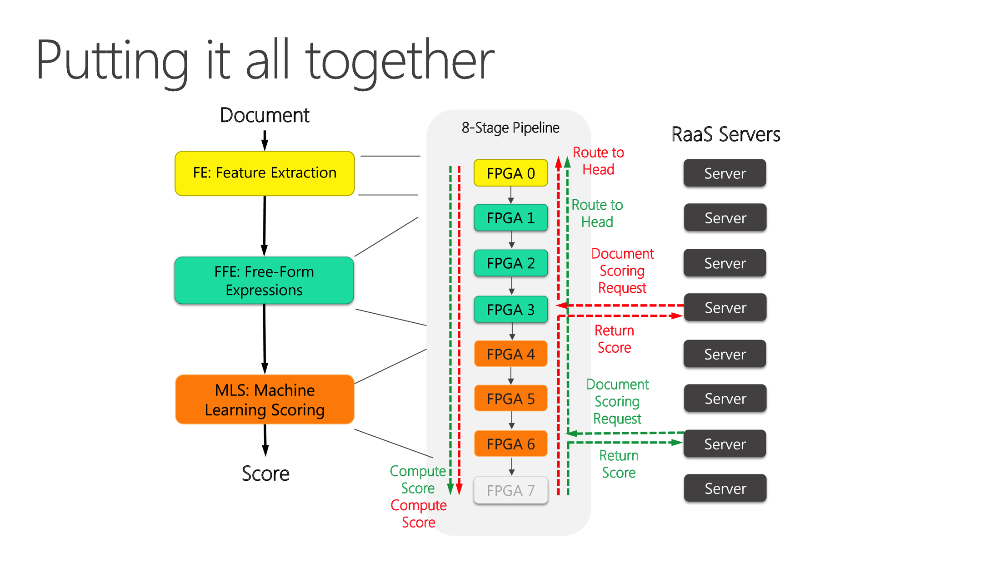 Putting it all together
Document
FE: Feature Extraction
FFE: Free-Form
Expressions
MLS: Machine
Learning Scoring
Score
8-Stage Pipeline
FPGA 0
FPGA 1
FPGA 2
FPGA 3
FPGA 4
FPGA 5
FPGA 6
FPGA 7
Compute
Score
Compute
Score
Route to
Head
Route to
Head
Document
Scoring
Request
Return
Score
Document
Scoring
Request
Return
Score
RaaS Servers
Server
Server
Server
Server
Server
Server
Server
Server